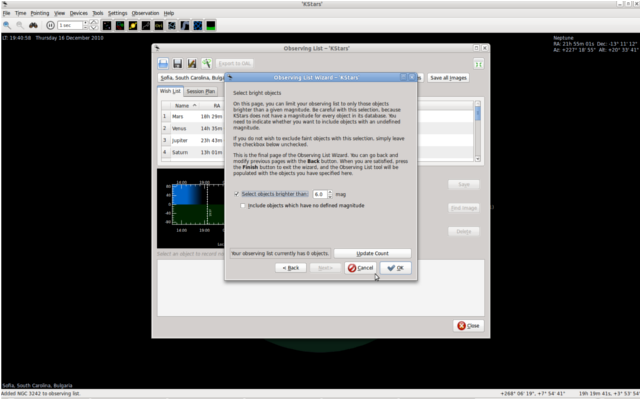 'KStars'
File Time Pointing View Devices Tools Settings Observation Help
1 sec
LT: 19:40:58 Thursday 16 December 2010
Neptune
RA: 21h 55m 01s Dec: -13° 11' 12"
Az: +227° 18' 55" Alt: +20° 33' 41"
Observing List – 'KStars'
Export to OAL
Sofia, South Carolina, Bulga
Save all Images
Wish List Session Plan
Name RA
1 Mars 18h 29m
2 Venus 14h 35m
3 Jupiter 23h 43m
4 Saturn 13h 01m
Observing List Wizard – KStars
Select bright objects
On this page, you can limit your observing list to only those objects
brighter than a given magnitude. Be careful with this selection, because
KStars does not have a magnitude for every object in its database. You
need to indicate whether you want to include objects with an undefined
magnitude.
If you do not wish to exclude faint objects with this selection, simply leave
the checkbox below unchecked.
This is the final page of the Observing List Wizard. You can go back and
modify previous pages with the Back button. When you are satisfied, press the
Finish button to exit the wizard, and the Observing List tool will be
populated with the objects you have specified here.
Select objects brighter than: 6.0 mag
Include objects which have no defined magnitude
Your observing list currently has 0 objects.
Update Count
< Back
Next>
Cancel
OK
Save
Find Image
Delete
Select an object to record no
Close
Sofia, South Carolina, Bulgaria
Added NGC 3242 to observing list.
+268° 06' 19", +7° 54' 41" 19h 19m 41s, +3° 53' 54